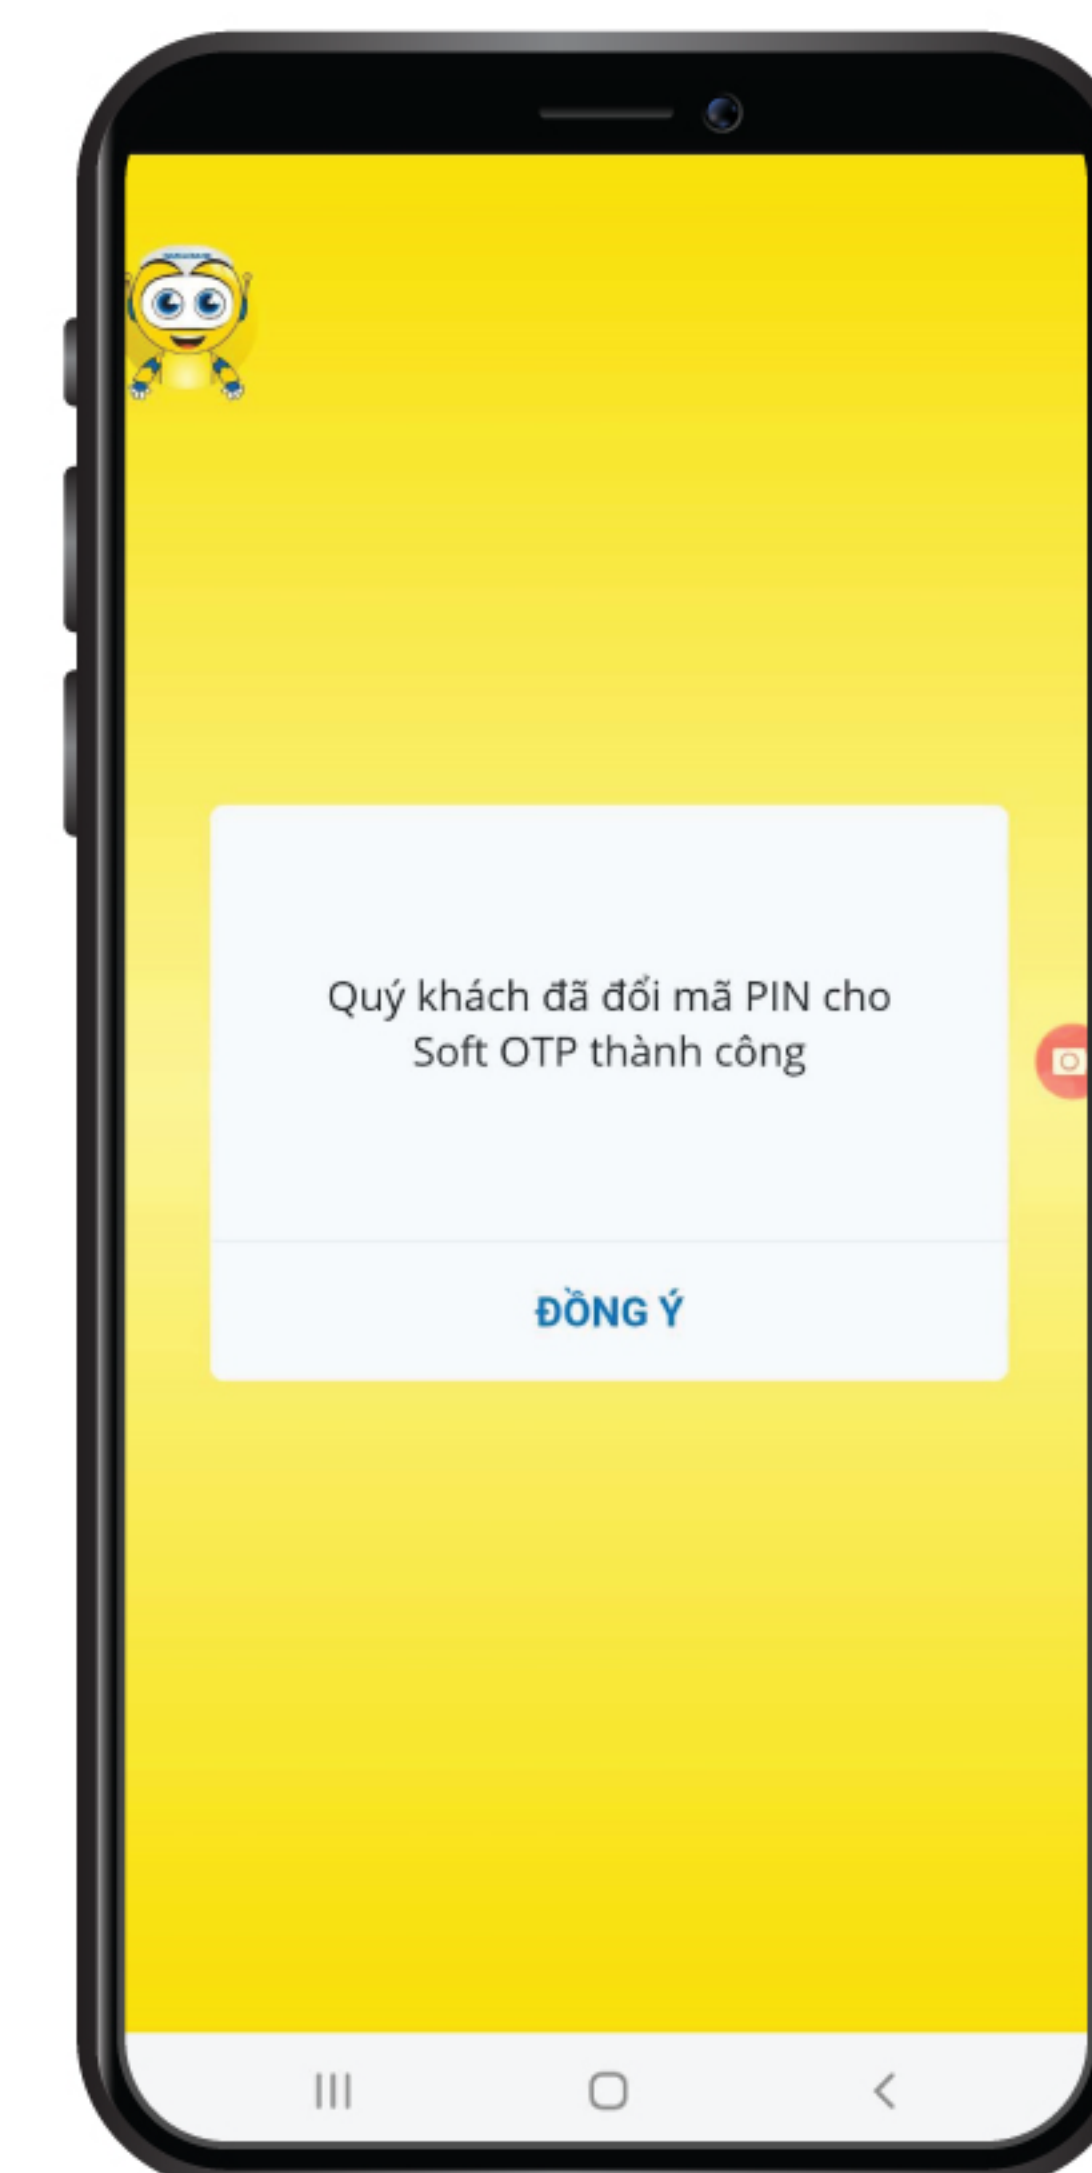 Quý khách đã đổi mã PIN cho
Soft OTP thành công
ĐỒNG Ý